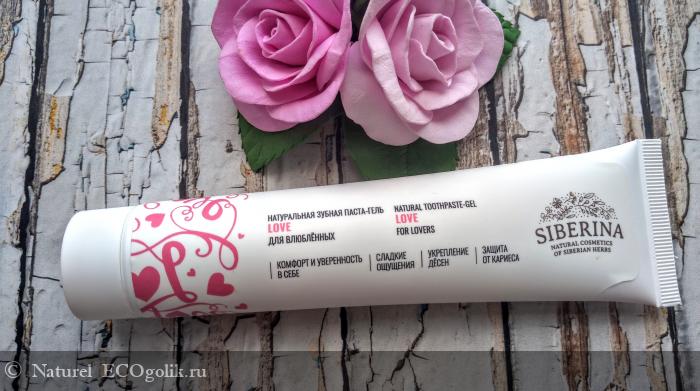 НАТУРАЛЬНАЯ ЗУБНАЯ ПАСТА-ГЕЛЬ
LOVE
ДЛЯ ВЛЮБЛЁННЫХ
NATURAL TOOTHPASTE-GEL
LOVE
FOR LOVERS
КОМФОРТ И УВЕРЕННОСТЬ
В СЕБЕ
СЛАДКИЕ
ОЩУЩЕНИЯ
УКРЕПЛЕНИЕ
ДЁСЕН
ЗАЩИТА
ОТ КАРИЕСА
SIBERINA
NATURAL COSMETICS
OF SIBERIAN HERBS
© Naturel ECOgolik.ru